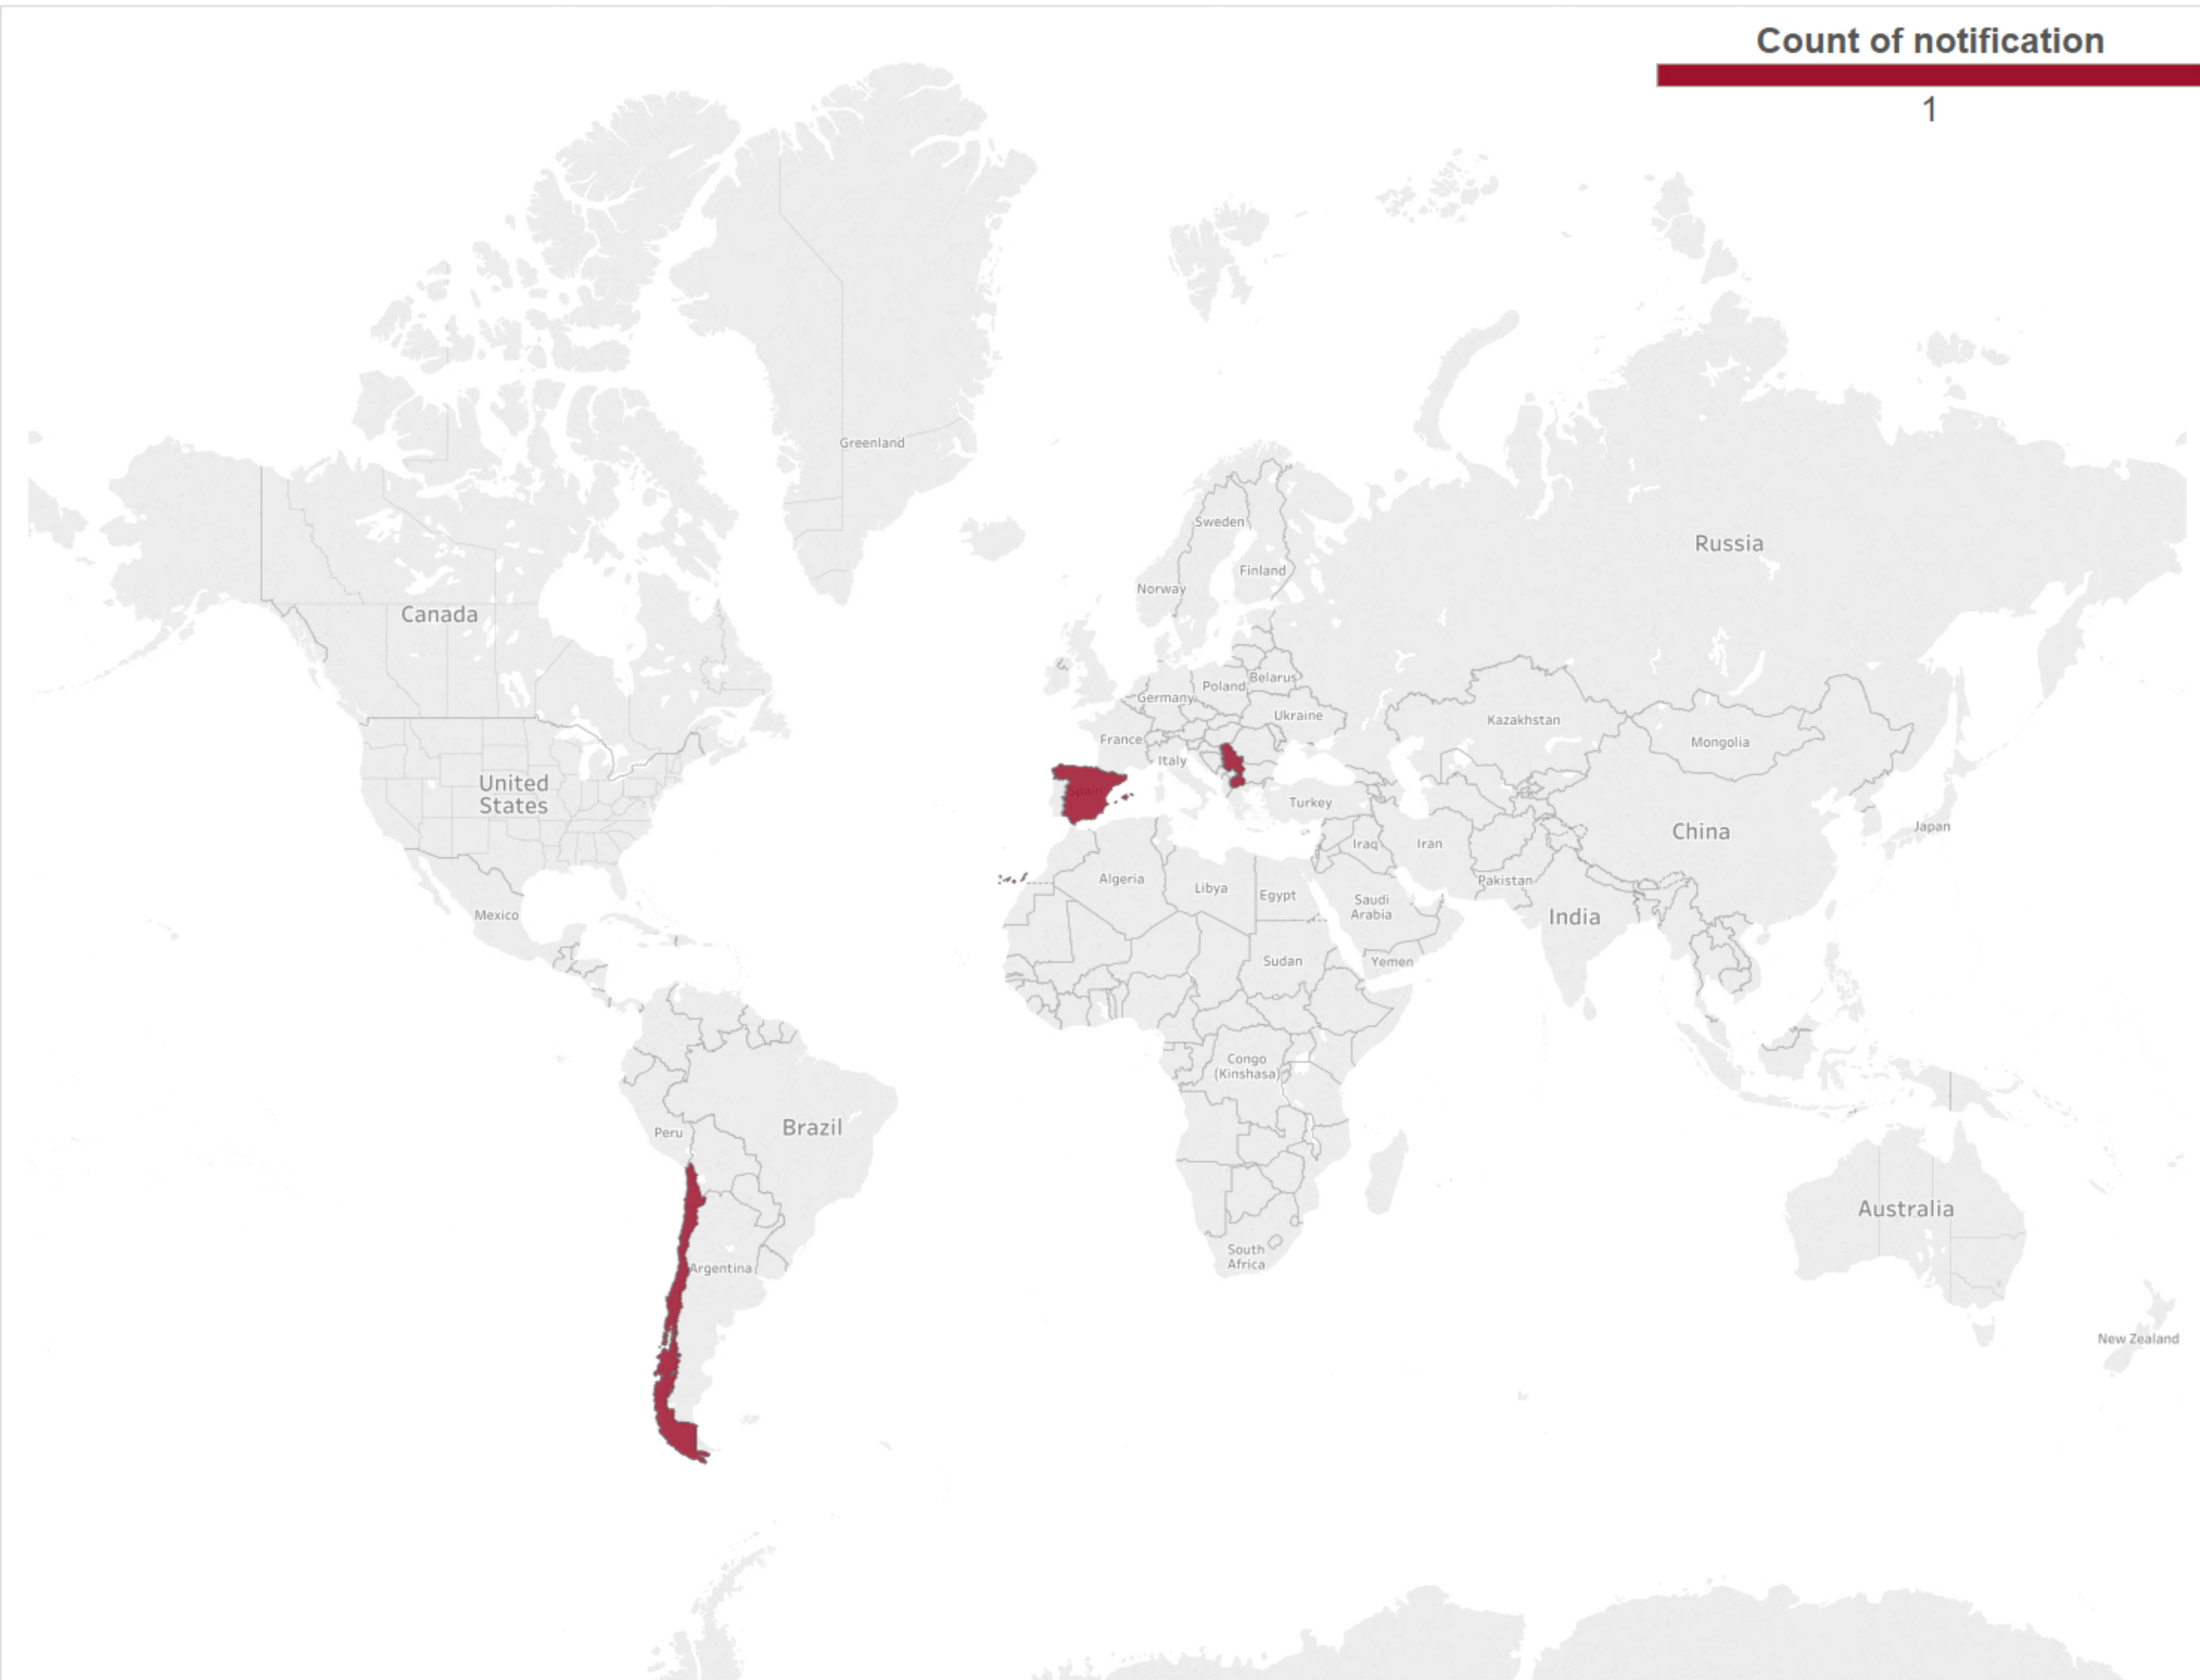 Count of notification
1
Greenland
Sweden
Russia
Finland
Norway
Canada
Belarus
Poland
Germany
Ukraine
Kazakhstan
France
Mongolia
Italy
United
States
Spain
Turkey
Japan
China
Iraq
Iran
Algeria
Pakistan
Libya
Egypt
Saudi
Arabia
Mexico
India
Sudan
Yemen
Congo
(Kinshasa)
Brazil
Peru
Australia
South
Africa
Argentina
New Zealand